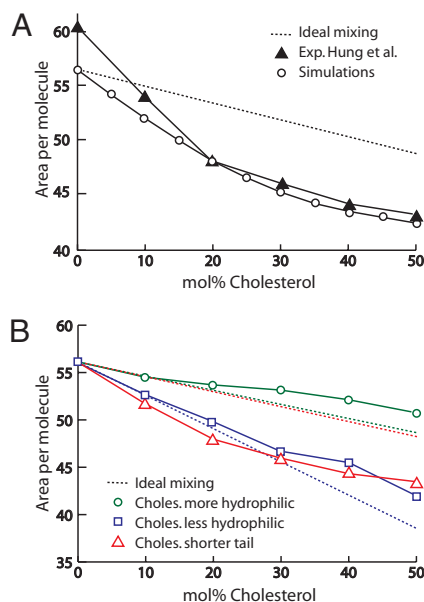 A
60
55
50
45
40
Area per molecule
Ideal mixing
Exp. Hung et al.
Simulations
0 10 20 30 40 50
mol% Cholesterol
B
60
55
50
45
40
35
Area per molecule
Ideal mixing
Choles. more hydrophilic
Choles. less hydrophilic
Choles. shorter tail
0 10 20 30 40 50
mol% Cholesterol